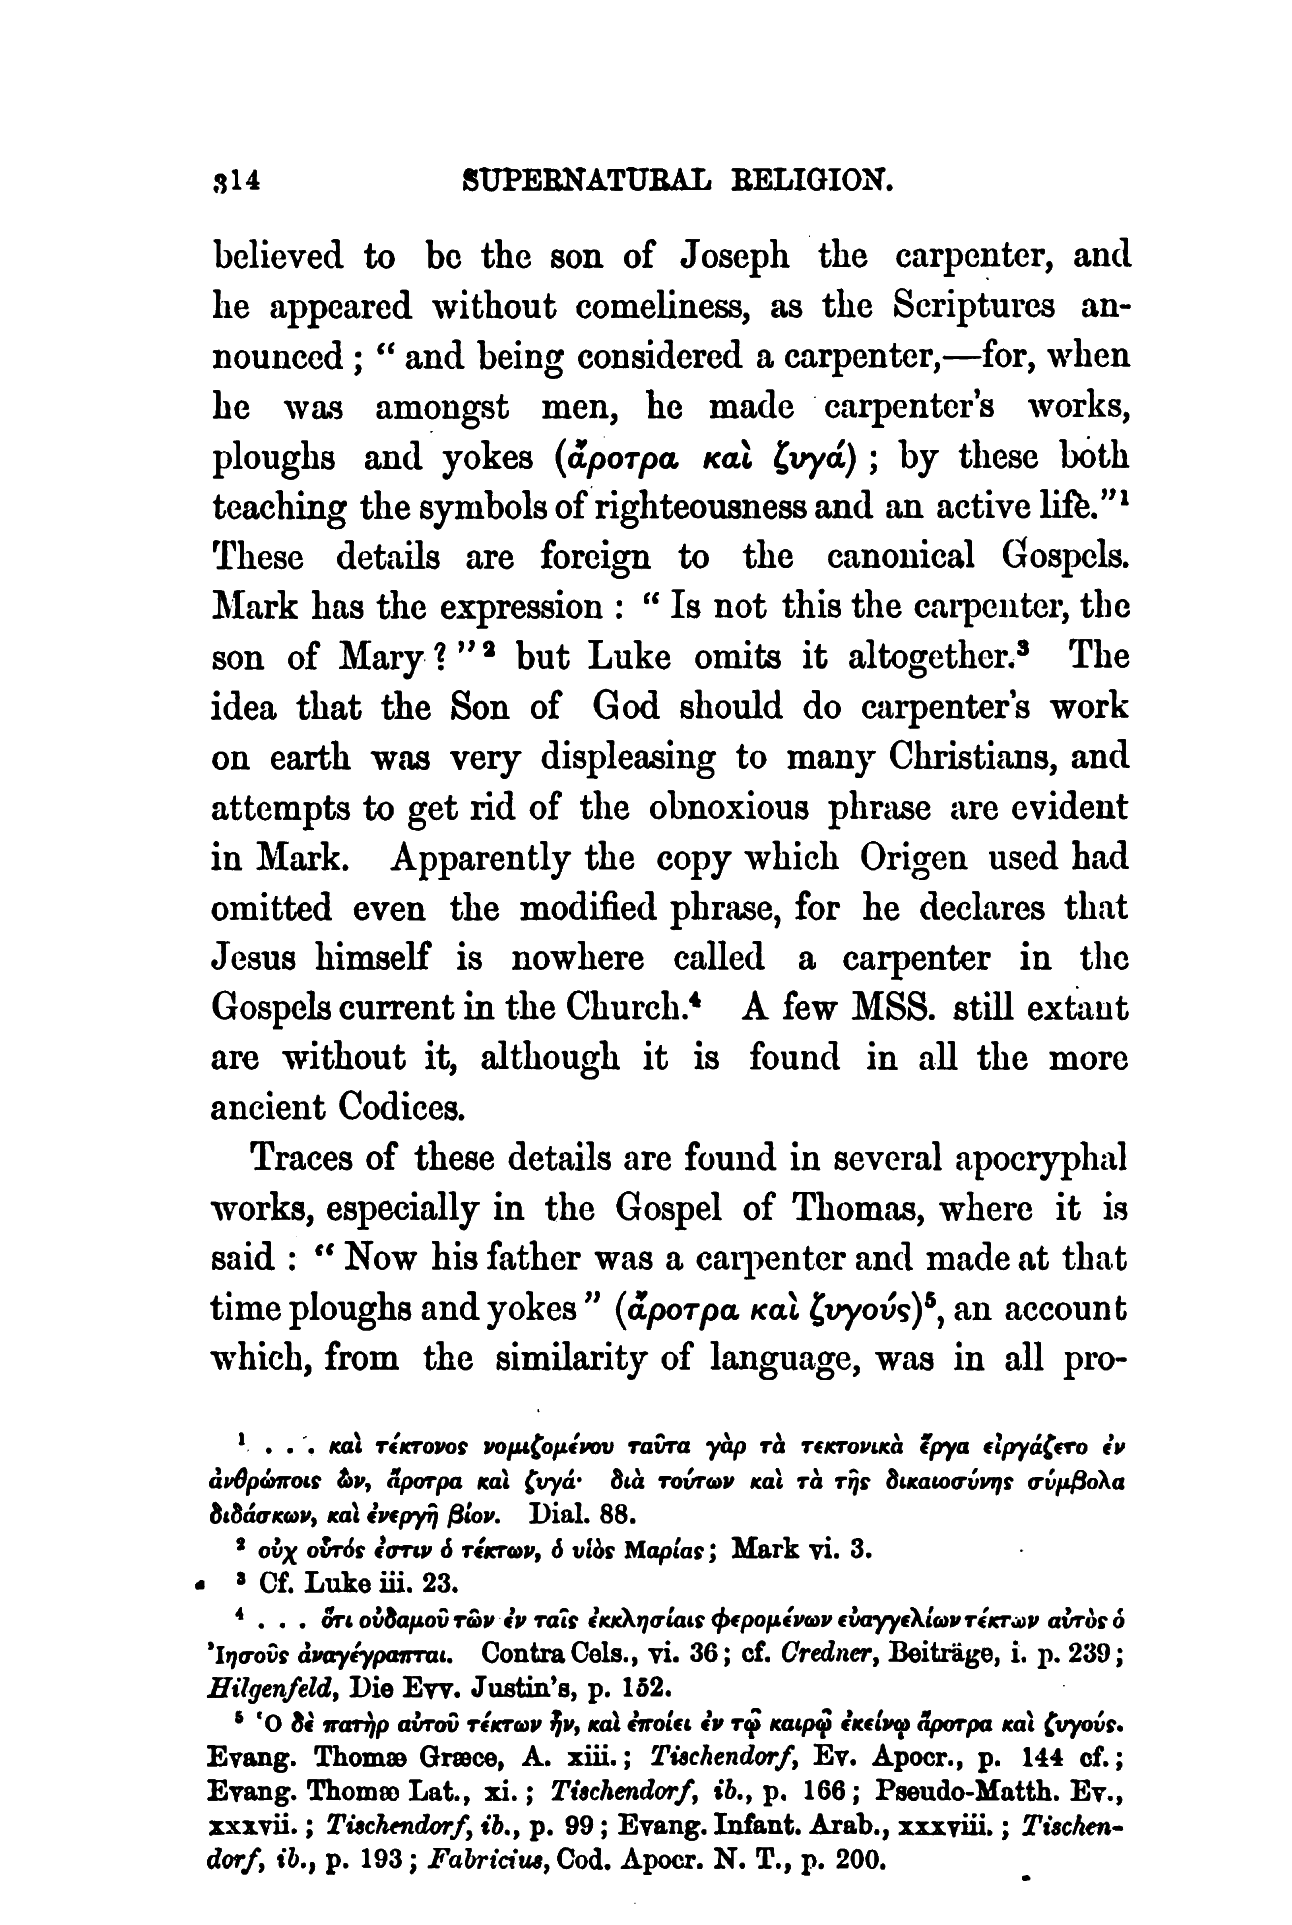 314 SUPERNATURAL RELIGION.
believed to be the son of Joseph the carpenter, and
he appeared without comeliness, as the Scriptures an-
nounced ; “ and being considered a carpenter,—for, when
he was amongst men, he made carpenter’s works,
ploughs and yokes (ἄροτρα καὶ ζυγά) ; by these both
teaching the symbols of righteousness and an active life.”¹
These details are foreign to the canonical Gospels.
Mark has the expression : “ Is not this the carpenter, the
son of Mary ? ”² but Luke omits it altogether.³ The
idea that the Son of God should do carpenter’s work
on earth was very displeasing to many Christians, and
attempts to get rid of the obnoxious phrase are evident
in Mark. Apparently the copy which Origen used had
omitted even the modified phrase, for he declares that
Jesus himself is nowhere called a carpenter in the
Gospels current in the Church.⁴ A few MSS. still extant
are without it, although it is found in all the more
ancient Codices.
Traces of these details are found in several apocryphal
works, especially in the Gospel of Thomas, where it is
said : “ Now his father was a carpenter and made at that
time ploughs and yokes ” (ἄροτρα καὶ ζυγούς)⁵, an account
which, from the similarity of language, was in all pro-
¹ . . . καὶ τέκτονος νομιζομένου ταῦτα γὰρ τὰ τεκτονικὰ ἔργα εἰργάζετο ἐν
ἀνθρώποις ὢν, ἄροτρα καὶ ζυγά· διὰ τούτων καὶ τὰ τῆς δικαιοσύνης σύμβολα
διδάσκων, καὶ ἐνεργῆ βίον. Dial. 88.
² οὐχ οὗτός ἐστιν ὁ τέκτων, ὁ υἱὸς Μαρίας ; Mark vi. 3.
³ Cf. Luke iii. 23.
⁴ . . . ὅτι οὐδαμοῦ τῶν ἐν ταῖς ἐκκλησίαις φερομένων εὐαγγελίων τέκτων αὐτὸς ὁ
Ἰησοῦς ἀναγέγραπται. Contra Cels., vi. 36 ; cf. Credner, Beiträge, i. p. 239 ;
Hilgenfeld, Die Evv. Justin’s, p. 152.
⁵ Ὁ δὲ πατὴρ αὐτοῦ τέκτων ἦν, καὶ ἐποίει ἐν τῷ καιρῷ ἐκείνῳ ἄροτρα καὶ ζυγούς.
Evang. Thomæ Græce, A. xiii. ; Tischendorf, Ev. Apocr., p. 144 cf. ;
Evang. Thomæ Lat., xi. ; Tischendorf, ib., p. 166 ; Pseudo-Matth. Ev.,
xxxvii. ; Tischendorf, ib., p. 99 ; Evang. Infant. Arab., xxxviii. ; Tischen-
dorf, ib., p. 193 ; Fabricius, Cod. Apocr. N. T., p. 200.